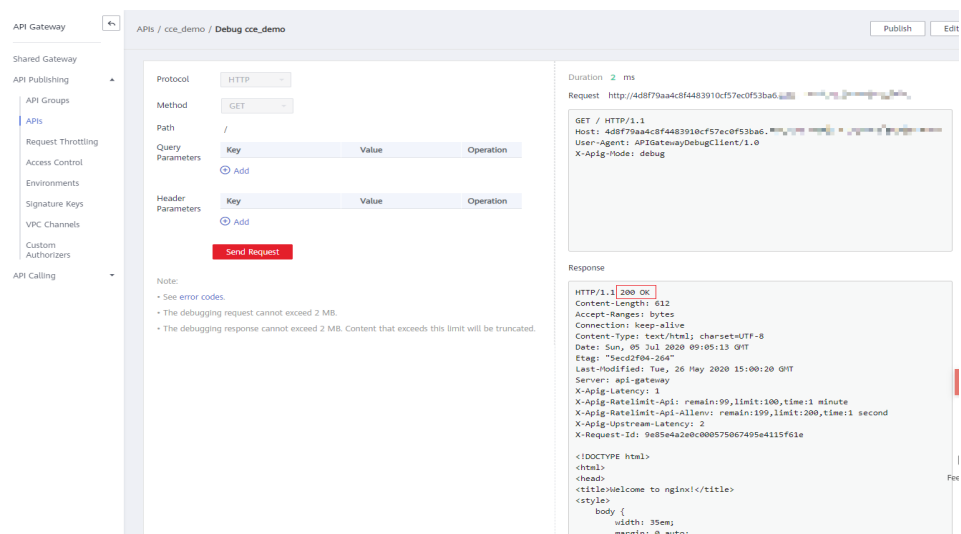 API Gateway
APIs / cce_demo / Debug cce_demo
Publish
Edit
Shared Gateway
API Publishing
API Groups
APIs
Request Throttling
Access Control
Environments
Signature Keys
VPC Channels
Custom
Authorizers
API Calling
Protocol
HTTP
Method
GET
Path
/
Query
Parameters
Key Value Operation
Add
Header
Parameters
Key Value Operation
Add
Send Request
Note:
• See error codes.
• The debugging request cannot exceed 2 MB.
• The debugging response cannot exceed 2 MB. Content that exceeds this limit will be truncated.
Duration 2 ms
Request http://4d8f79aa4c8f4483910cf57ec0f53ba6.
GET / HTTP/1.1
Host: 4d8f79aa4c8f4483910cf57ec0f53ba6.
User-Agent: APIGatewayDebugClient/1.0
X-Apig-Mode: debug
Response
HTTP/1.1 200 OK
Content-Length: 612
Accept-Ranges: bytes
Connection: keep-alive
Content-Type: text/html; charset=UTF-8
Date: Sun, 05 Jul 2020 09:05:13 GMT
Etag: "5ecd2f04-264"
Last-Modified: Tue, 26 May 2020 15:00:20 GMT
Server: api-gateway
X-Apig-Latency: 1
X-Apig-Ratelimit-Api: remain:99,limit:100,time:1 minute
X-Apig-Ratelimit-Api-Allenv: remain:199,limit:200,time:1 second
X-Apig-Upstream-Latency: 2
X-Request-Id: 9e85e4a2e0c000575067495e4115f61e
<!DOCTYPE html>
<html>
<head>
<title>Welcome to nginx!</title>
<style>
body {
width: 35em;
margin: 0 auto;
Fee